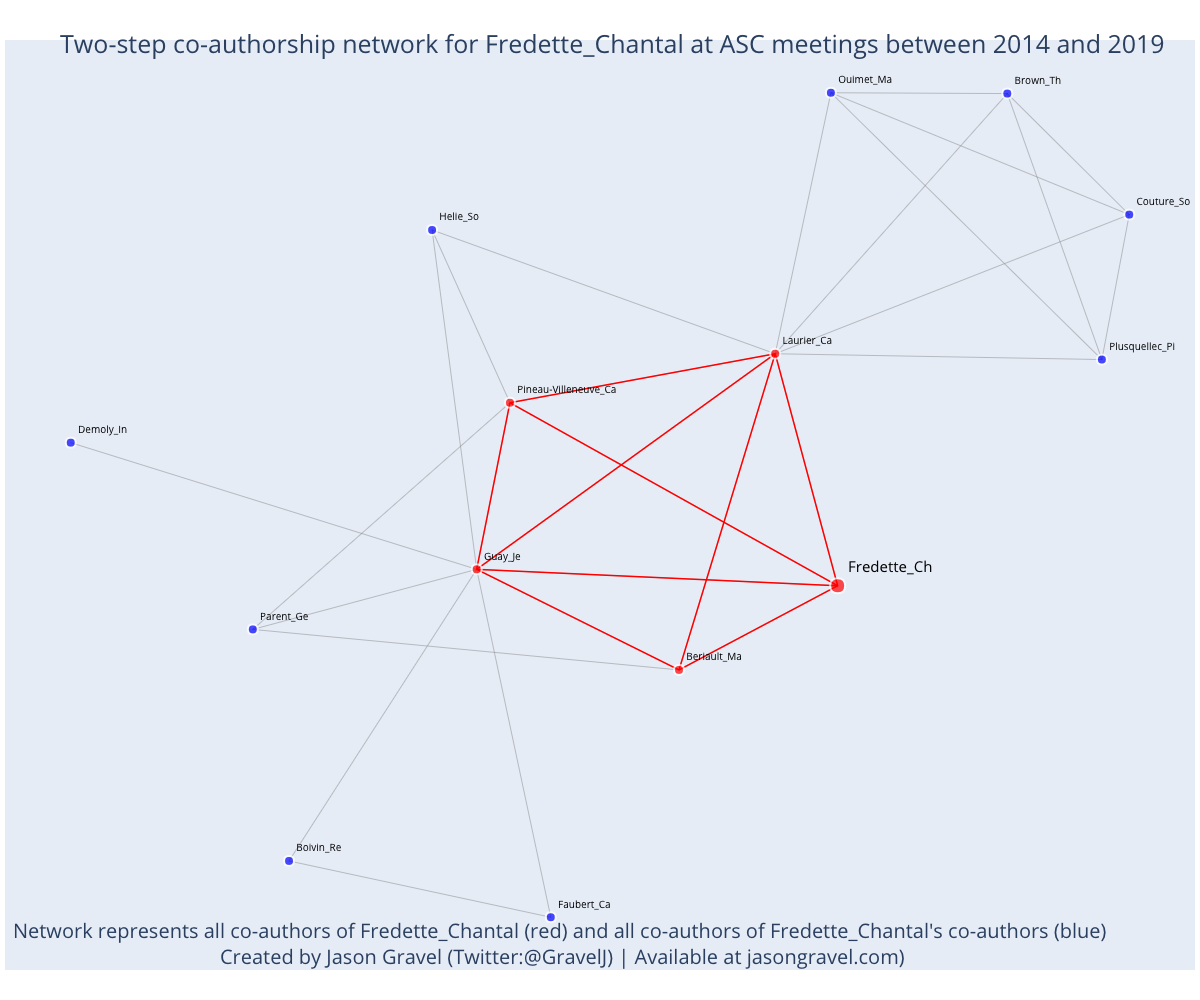 Two-step co-authorship network for Fredette_Chantal at ASC meetings between 2014 and 2019
Ouimet_Ma
Brown_Th
Couture_So
Helie_So
Laurier_Ca
Plusquellec_Pi
Pineau-Villeneuve_Ca
Demoly_In
Guay_Je
Fredette_Ch
Parent_Ge
Beriault_Ma
Boivin_Re
Faubert_Ca
Network represents all co-authors of Fredette_Chantal (red) and all co-authors of Fredette_Chantal's co-authors (blue)
Created by Jason Gravel (Twitter:@GravelJ) | Available at jasongravel.com)